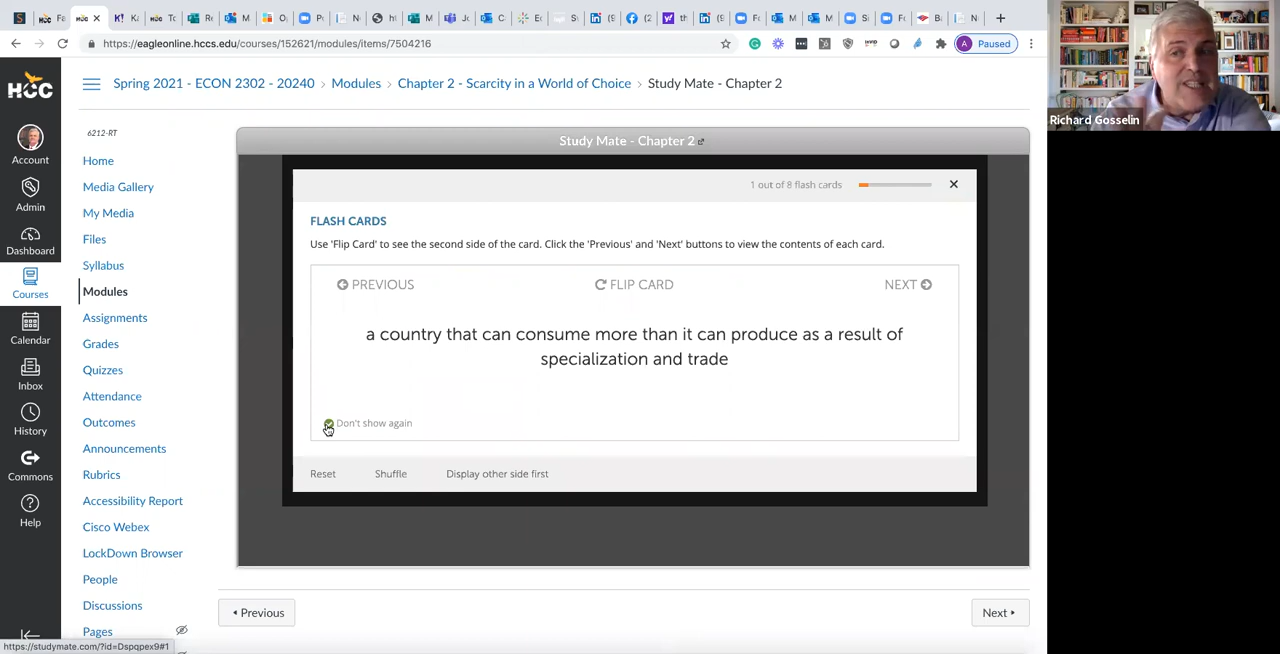 https://eagleonline.hccs.edu/courses/152621/modules/items/7504216
A Paused
HCC
Account
Admin
Dashboard
Courses
Calendar
Inbox
History
Commons
Help
Spring 2021 - ECON 2302 - 20240 > Modules > Chapter 2 - Scarcity in a World of Choice > Study Mate - Chapter 2
6212-RT
Home
Media Gallery
My Media
Files
Syllabus
Modules
Assignments
Grades
Quizzes
Attendance
Outcomes
Announcements
Rubrics
Accessibility Report
Cisco Webex
LockDown Browser
People
Discussions
Pages
Study Mate - Chapter 2
1 out of 8 flash cards
FLASH CARDS
Use 'Flip Card' to see the second side of the card. Click the 'Previous' and 'Next' buttons to view the contents of each card.
PREVIOUS FLIP CARD NEXT
a country that can consume more than it can produce as a result of
specialization and trade
Don't show again
Reset Shuffle Display other side first
Previous Next
https://studymate.com/?id=Dspqpex9#1
Richard Gosselin